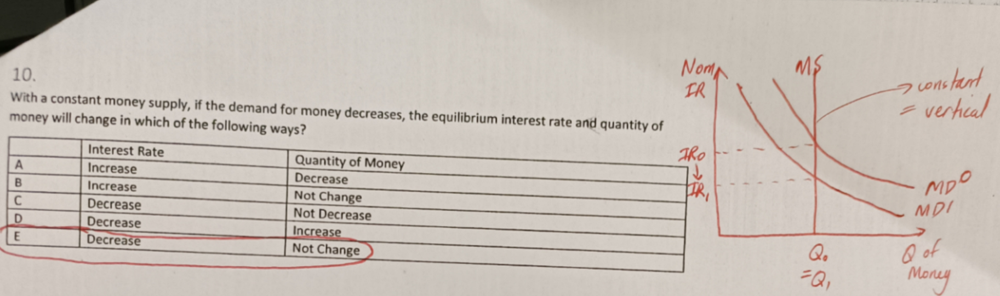 10.
With a constant money supply, if the demand for money decreases, the equilibrium interest rate and quantity of
money will change in which of the following ways?
Interest Rate Quantity of Money
A Increase Decrease
B Increase Not Change
C Decrease Not Decrease
D Decrease Increase
E Decrease Not Change
Nom
IR
MS
constant
= vertical
IR0
↓
IR1
MD0
MD1
Q0
=Q1
Q of
Money